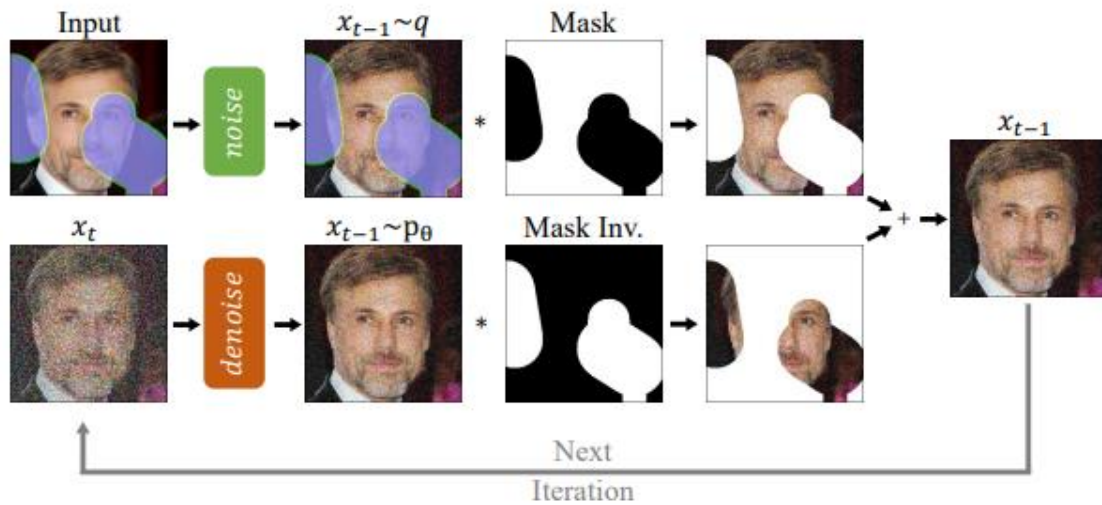 Input
x_{t−1}~q
Mask
noise
*
x_{t−1}
x_t
x_{t−1}~p_θ
Mask Inv.
+
denoise
*
Next
Iteration